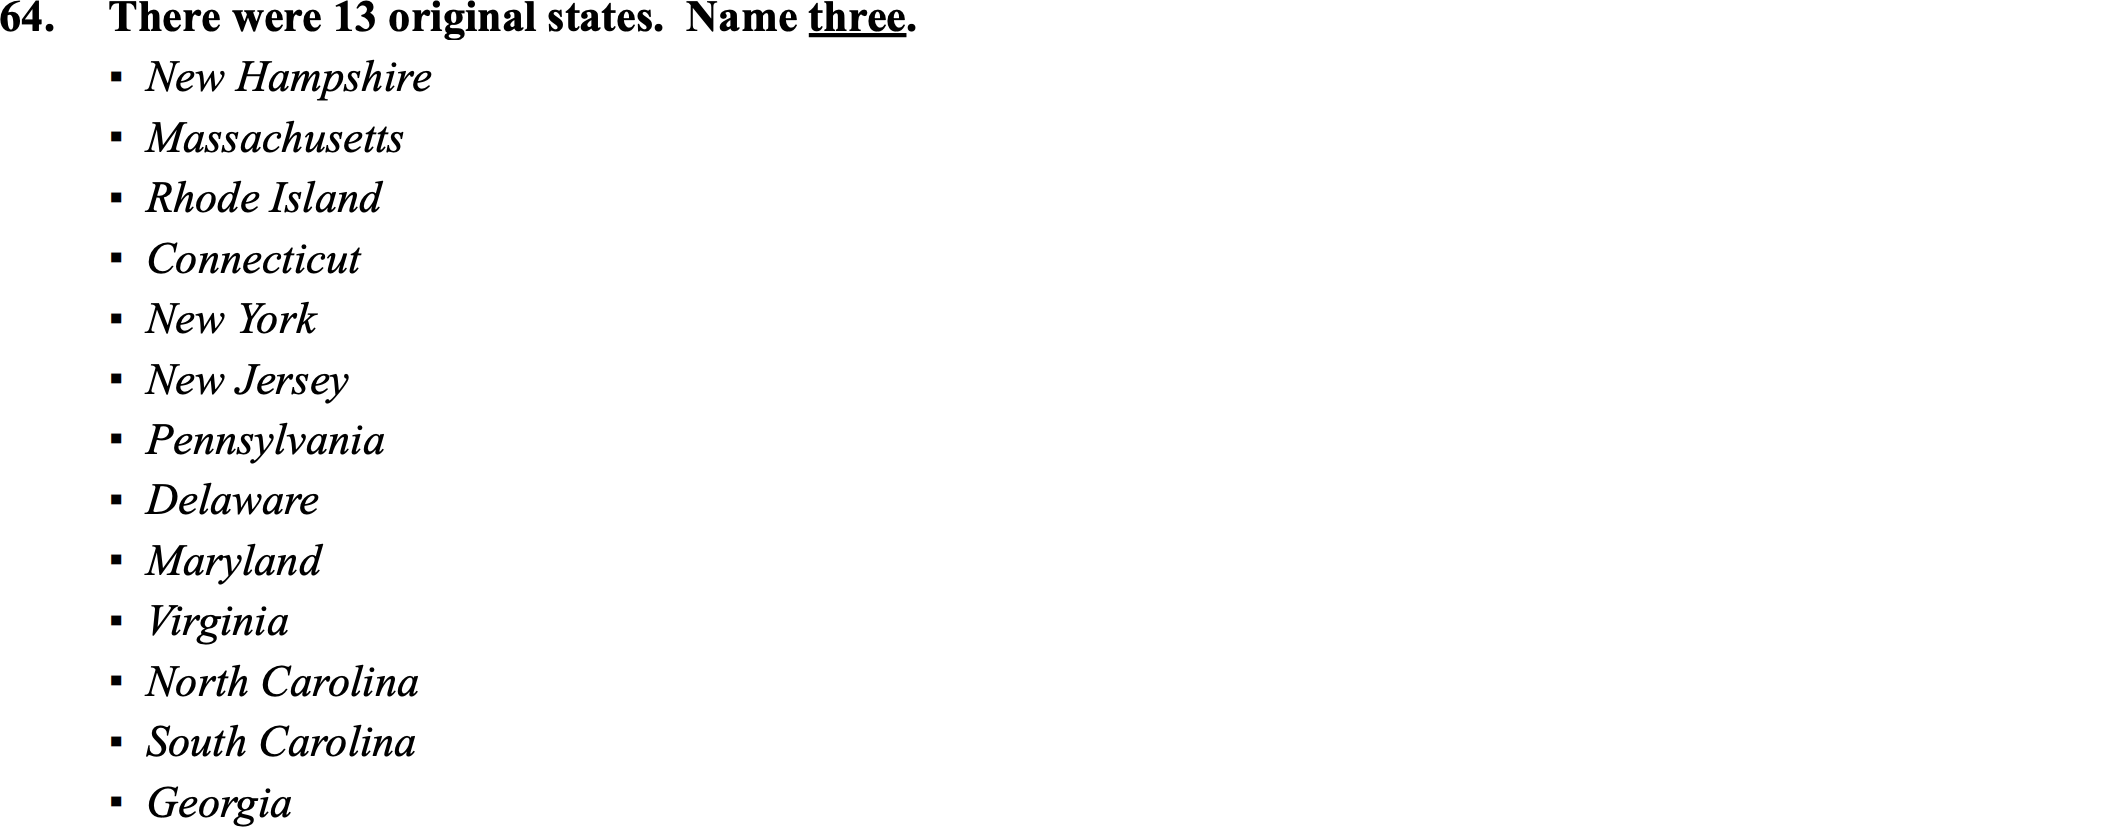 64. There were 13 original states. Name three.
▪ New Hampshire
▪ Massachusetts
▪ Rhode Island
▪ Connecticut
▪ New York
▪ New Jersey
▪ Pennsylvania
▪ Delaware
▪ Maryland
▪ Virginia
▪ North Carolina
▪ South Carolina
▪ Georgia